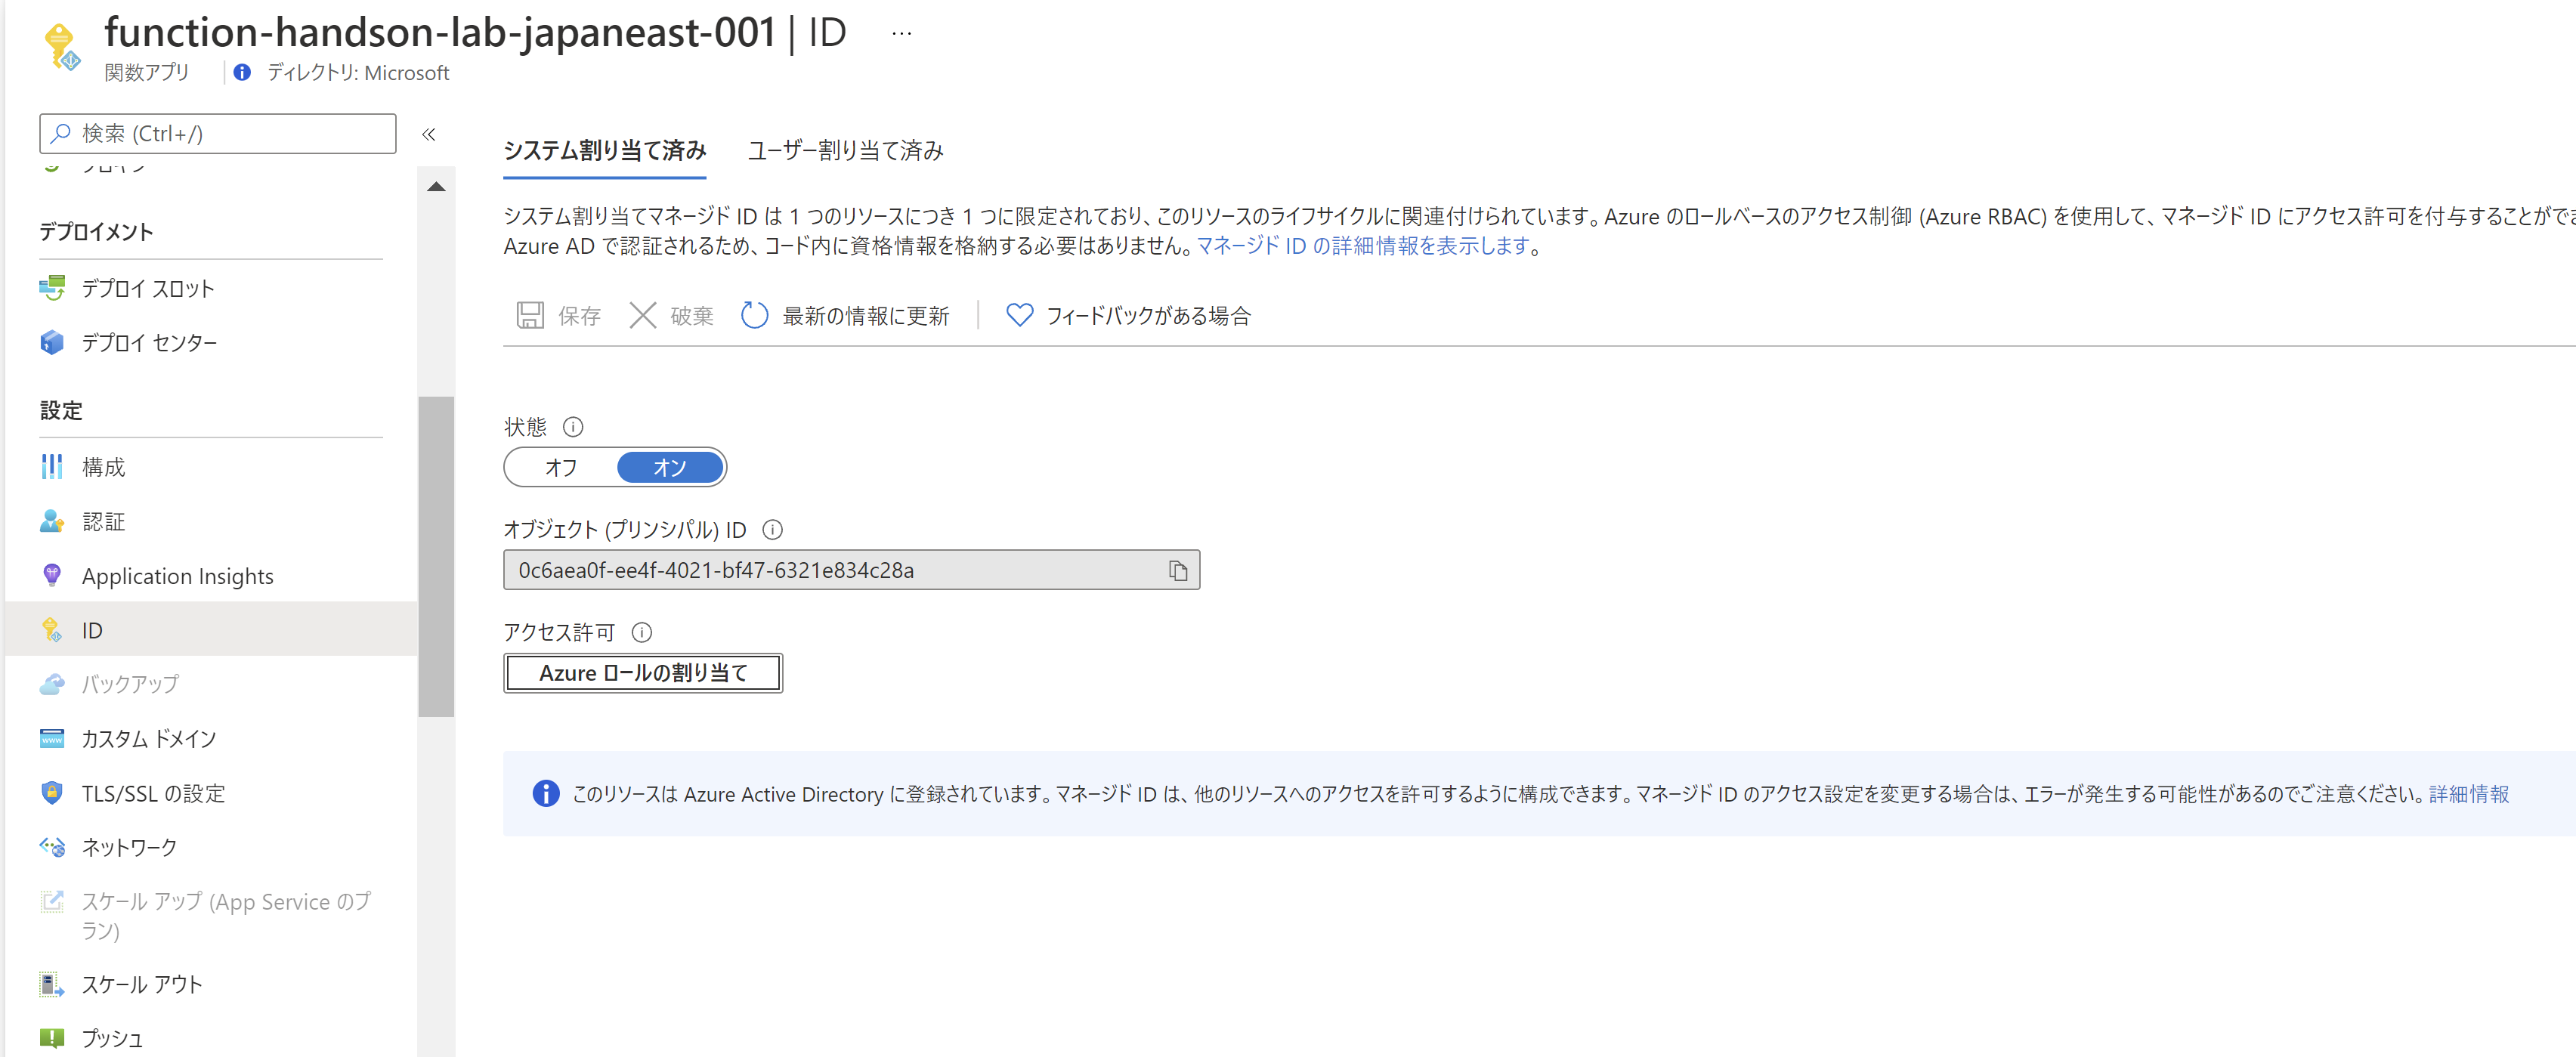 function-handson-lab-japaneast-001 | ID …
関数アプリ ディレクトリ: Microsoft
検索 (Ctrl+/)
«
デプロイメント
デプロイ スロット
デプロイ センター
設定
構成
認証
Application Insights
ID
バックアップ
カスタム ドメイン
TLS/SSL の設定
ネットワーク
スケール アップ (App Service のプ
ラン)
スケール アウト
プッシュ
システム割り当て済み ユーザー割り当て済み
システム割り当てマネージド ID は 1 つのリソースにつき 1 つに限定されており、このリソースのライフサイクルに関連付けられています。Azure のロールベースのアクセス制御 (Azure RBAC) を使用して、マネージド ID にアクセス許可を付与することができ
Azure AD で認証されるため、コード内に資格情報を格納する必要はありません。マネージド ID の詳細情報を表示します。
保存 破棄 最新の情報に更新 フィードバックがある場合
状態
オフ オン
オブジェクト (プリンシパル) ID
0c6aea0f-ee4f-4021-bf47-6321e834c28a
アクセス許可
Azure ロールの割り当て
このリソースは Azure Active Directory に登録されています。マネージド ID は、他のリソースへのアクセスを許可するように構成できます。マネージド ID のアクセス設定を変更する場合は、エラーが発生する可能性があるのでご注意ください。詳細情報